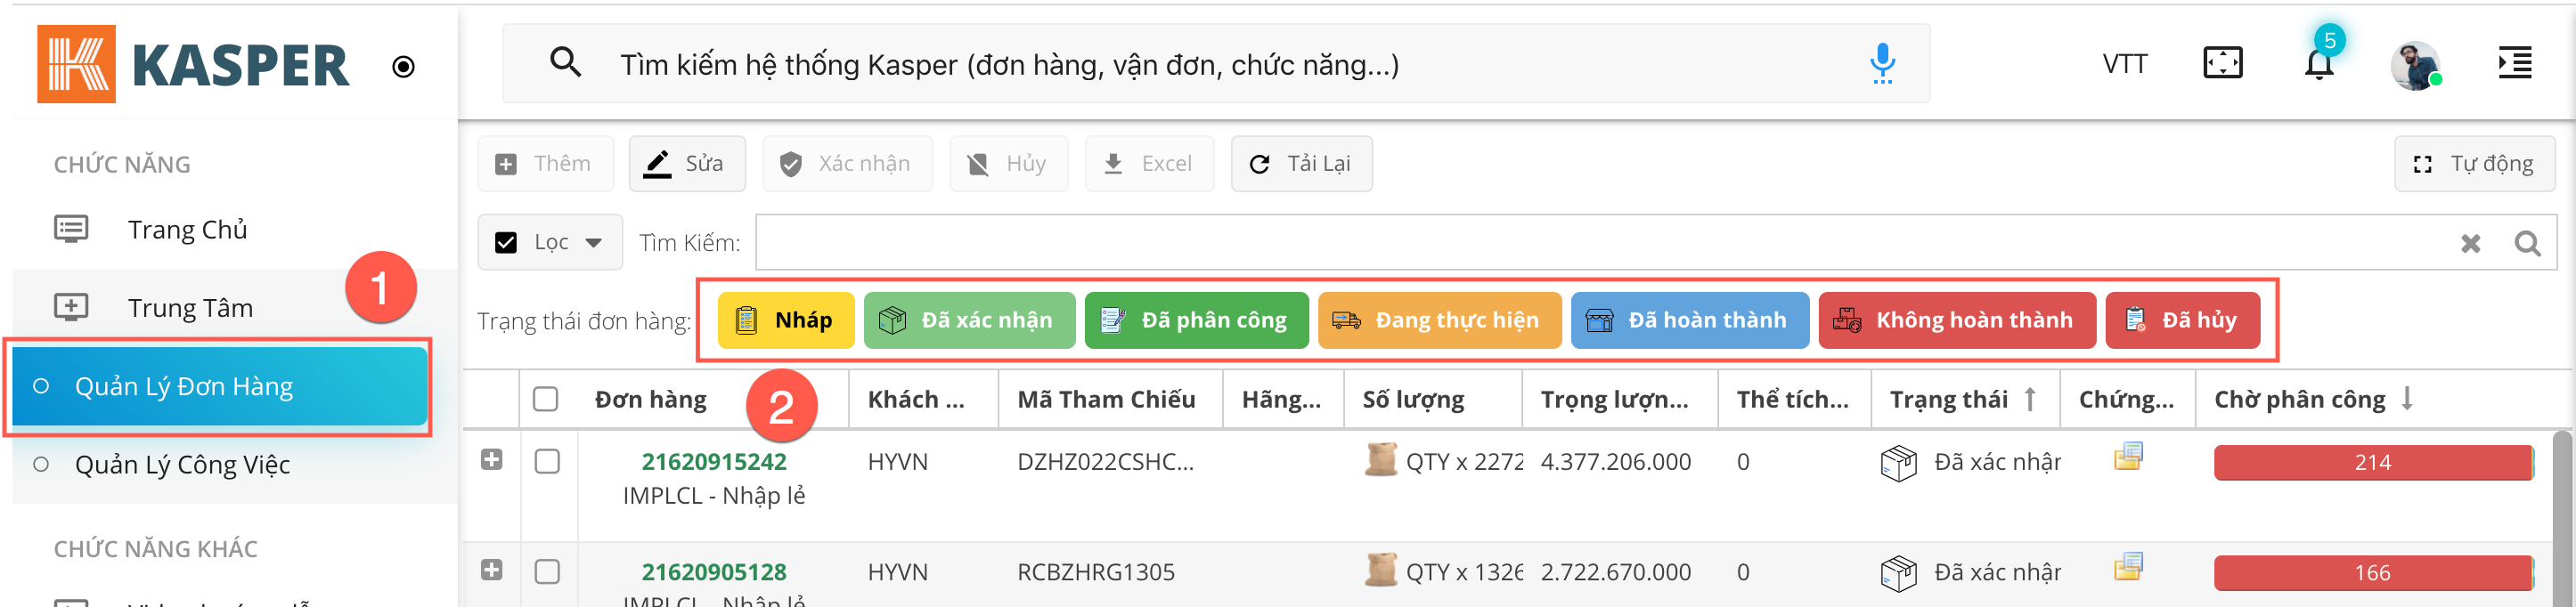 KASPER
Tìm kiếm hệ thống Kasper (đơn hàng, vận đơn, chức năng...)
VTT
5
CHỨC NĂNG
Trang Chủ
Trung Tâm
1
Quản Lý Đơn Hàng
Quản Lý Công Việc
CHỨC NĂNG KHÁC
Thêm
Sửa
Xác nhận
Hủy
Excel
Tải Lại
Tự động
Lọc
Tìm Kiếm:
Trạng thái đơn hàng:
Nháp
Đã xác nhận
Đã phân công
Đang thực hiện
Đã hoàn thành
Không hoàn thành
Đã hủy
2
Đơn hàng
Khách ...
Mã Tham Chiếu
Hãng...
Số lượng
Trọng lượn...
Thể tích...
Trạng thái
Chứng...
Chờ phân công
21620915242
IMPLCL - Nhập lẻ
HYVN
DZHZ022CSHC...
QTY x 2272
4.377.206.000
0
Đã xác nhận
214
21620905128
IMPLCL - Nhập lẻ
HYVN
RCBZHRG1305
QTY x 1326
2.722.670.000
0
Đã xác nhận
166